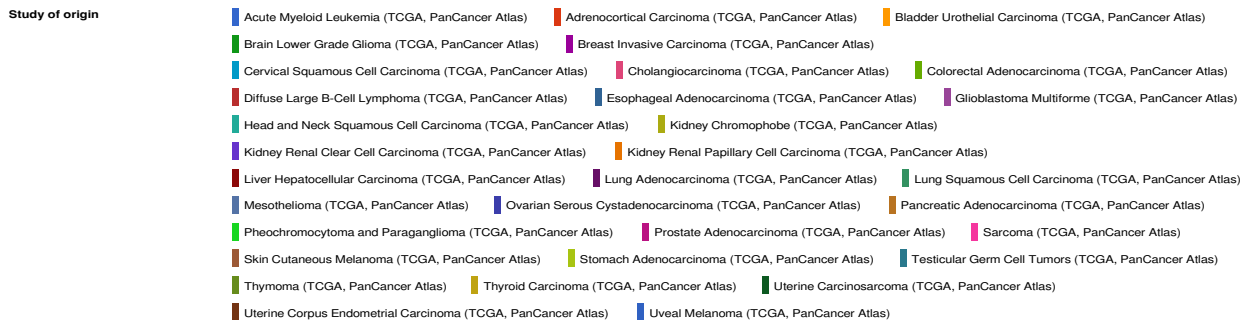 Study of origin Acute Myeloid Leukemia (TCGA, PanCancer Atlas) Adrenocortical Carcinoma (TCGA, PanCancer Atlas) Bladder Urothelial Carcinoma (TCGA, PanCancer Atlas)
Brain Lower Grade Glioma (TCGA, PanCancer Atlas) Breast Invasive Carcinoma (TCGA, PanCancer Atlas)
Cervical Squamous Cell Carcinoma (TCGA, PanCancer Atlas) Cholangiocarcinoma (TCGA, PanCancer Atlas) Colorectal Adenocarcinoma (TCGA, PanCancer Atlas)
Diffuse Large B-Cell Lymphoma (TCGA, PanCancer Atlas) Esophageal Adenocarcinoma (TCGA, PanCancer Atlas) Glioblastoma Multiforme (TCGA, PanCancer Atlas)
Head and Neck Squamous Cell Carcinoma (TCGA, PanCancer Atlas) Kidney Chromophobe (TCGA, PanCancer Atlas)
Kidney Renal Clear Cell Carcinoma (TCGA, PanCancer Atlas) Kidney Renal Papillary Cell Carcinoma (TCGA, PanCancer Atlas)
Liver Hepatocellular Carcinoma (TCGA, PanCancer Atlas) Lung Adenocarcinoma (TCGA, PanCancer Atlas) Lung Squamous Cell Carcinoma (TCGA, PanCancer Atlas)
Mesothelioma (TCGA, PanCancer Atlas) Ovarian Serous Cystadenocarcinoma (TCGA, PanCancer Atlas) Pancreatic Adenocarcinoma (TCGA, PanCancer Atlas)
Pheochromocytoma and Paraganglioma (TCGA, PanCancer Atlas) Prostate Adenocarcinoma (TCGA, PanCancer Atlas) Sarcoma (TCGA, PanCancer Atlas)
Skin Cutaneous Melanoma (TCGA, PanCancer Atlas) Stomach Adenocarcinoma (TCGA, PanCancer Atlas) Testicular Germ Cell Tumors (TCGA, PanCancer Atlas)
Thymoma (TCGA, PanCancer Atlas) Thyroid Carcinoma (TCGA, PanCancer Atlas) Uterine Carcinosarcoma (TCGA, PanCancer Atlas)
Uterine Corpus Endometrial Carcinoma (TCGA, PanCancer Atlas) Uveal Melanoma (TCGA, PanCancer Atlas)